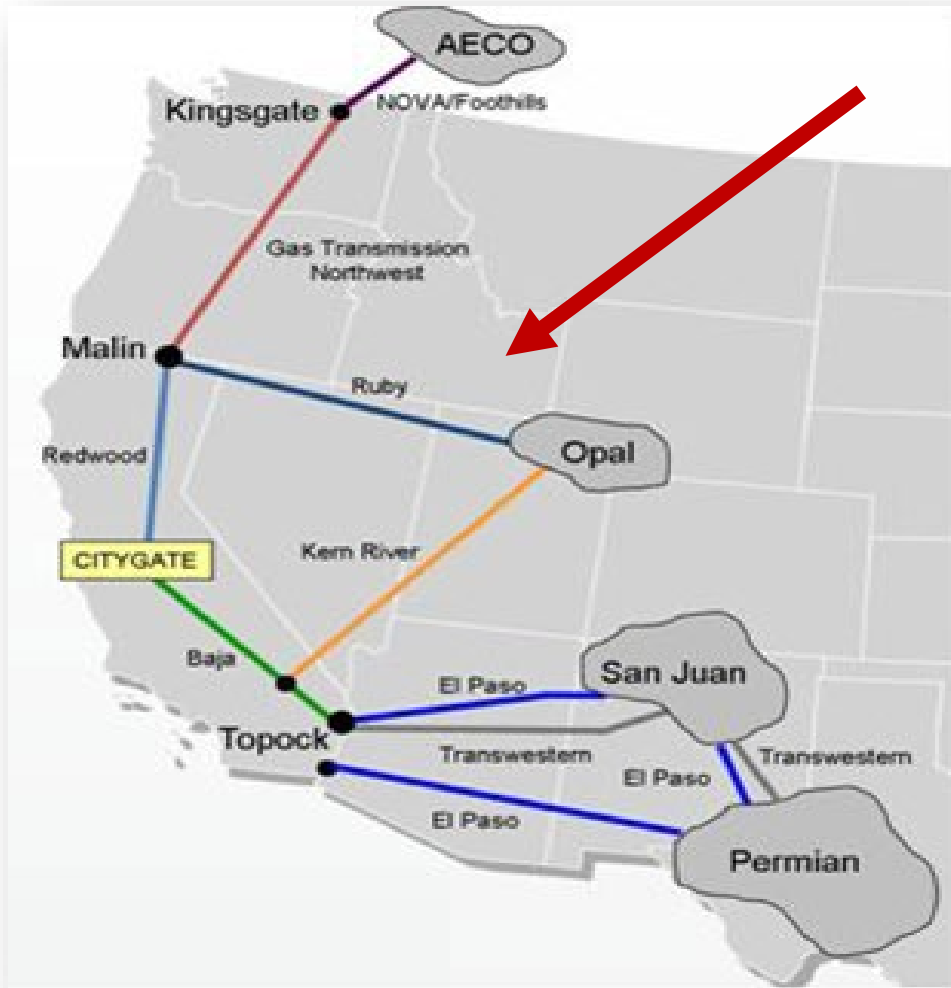 AECO
Kingsgate
NOVA/Foothills
Gas Transmission
Northwest
Malin
Ruby
Redwood
Opal
CITYGATE
Kern River
Baja
San Juan
El Paso
Topock
Transwestern
El Paso
Transwestern
El Paso
Permian